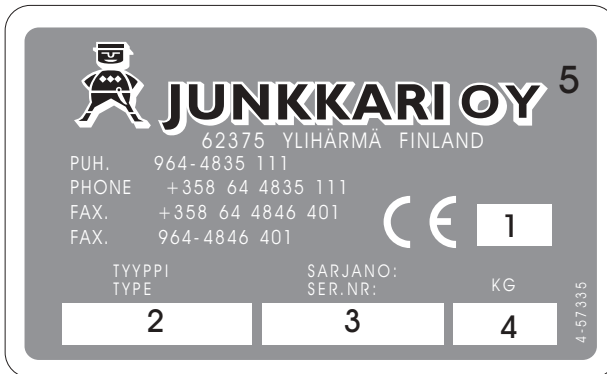 JUNKKARI OY 5
62375 YLIHÄRMÄ FINLAND
PUH. 964-4835 111
PHONE +358 64 4835 111
FAX. +358 64 4846 401
FAX. 964-4846 401
CE 1
TYYPPI
TYPE
SARJANO:
SER.NR:
KG
2 3 4
4-57335